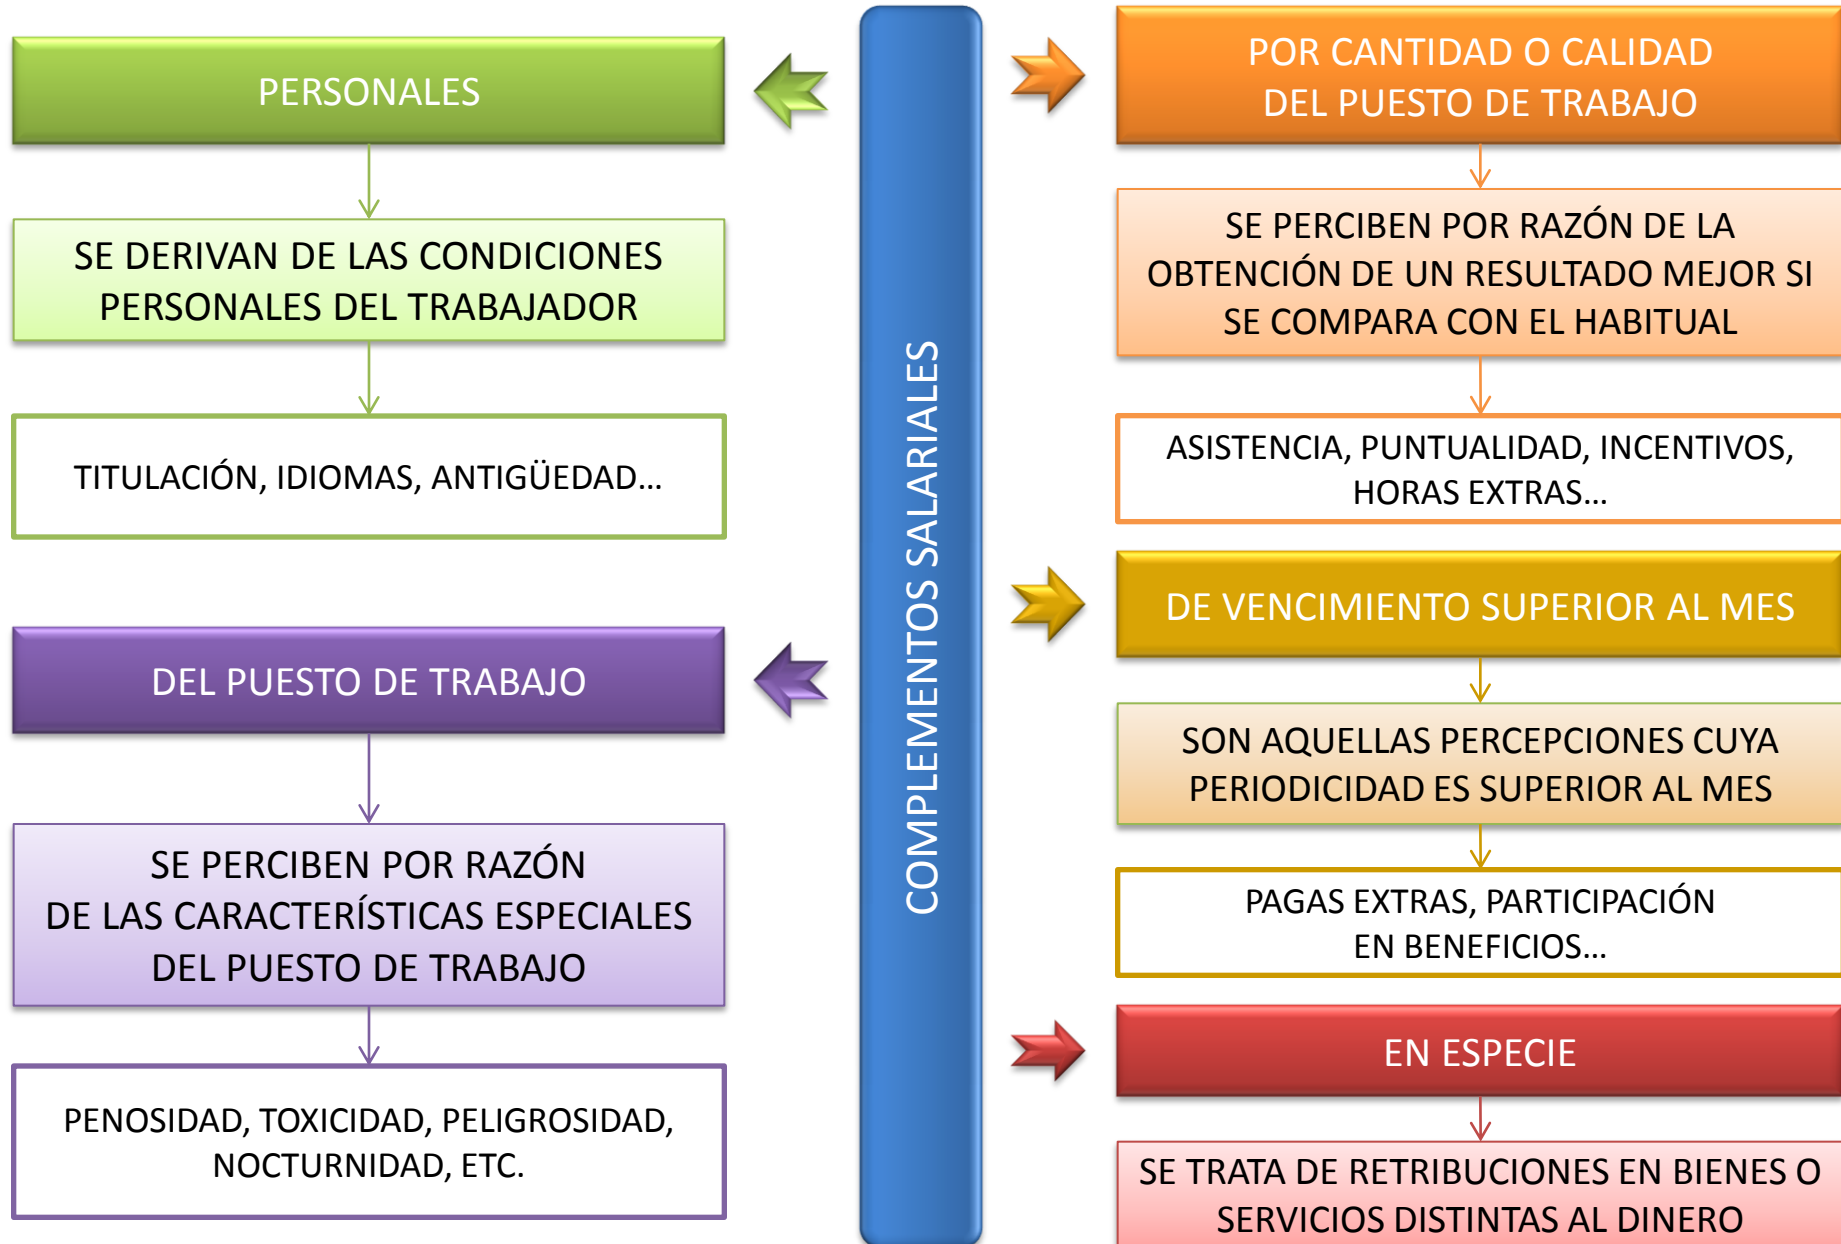 PERSONALES
SE DERIVAN DE LAS CONDICIONES
PERSONALES DEL TRABAJADOR
TITULACIÓN, IDIOMAS, ANTIGÜEDAD...
DEL PUESTO DE TRABAJO
SE PERCIBEN POR RAZÓN
DE LAS CARACTERÍSTICAS ESPECIALES
DEL PUESTO DE TRABAJO
PENOSIDAD, TOXICIDAD, PELIGROSIDAD,
NOCTURNIDAD, ETC.
COMPLEMENTOS SALARIALES
POR CANTIDAD O CALIDAD
DEL PUESTO DE TRABAJO
SE PERCIBEN POR RAZÓN DE LA
OBTENCIÓN DE UN RESULTADO MEJOR SI
SE COMPARA CON EL HABITUAL
ASISTENCIA, PUNTUALIDAD, INCENTIVOS,
HORAS EXTRAS...
DE VENCIMIENTO SUPERIOR AL MES
SON AQUELLAS PERCEPCIONES CUYA
PERIODICIDAD ES SUPERIOR AL MES
PAGAS EXTRAS, PARTICIPACIÓN
EN BENEFICIOS...
EN ESPECIE
SE TRATA DE RETRIBUCIONES EN BIENES O
SERVICIOS DISTINTAS AL DINERO